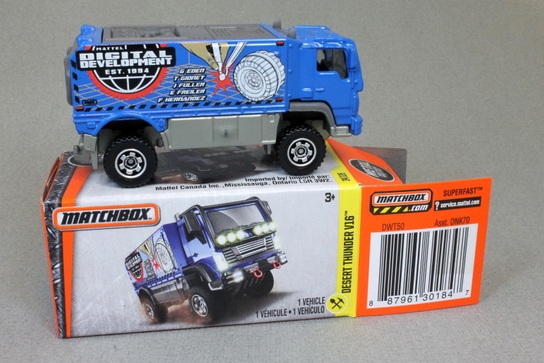 MATTEL
DIGITAL
DEVELOPMENT
EST. 1994
G EDEN
T GIDNEY
I FULLER
E FREILER
F HERNANDEZ
Imported by/ Importé par:
Mattel Canada Inc., Mississauga, Ontario L5R 3W2.
MATCHBOX
3+
1 VEHICLE
1 VÉHICULE • 1 VEHÍCULO
DESERT THUNDER V16™
MATCHBOX
.com
SUPERFAST™
? service.mattel.com
DWT50
Asst. DNK70
8 87961 30184 7